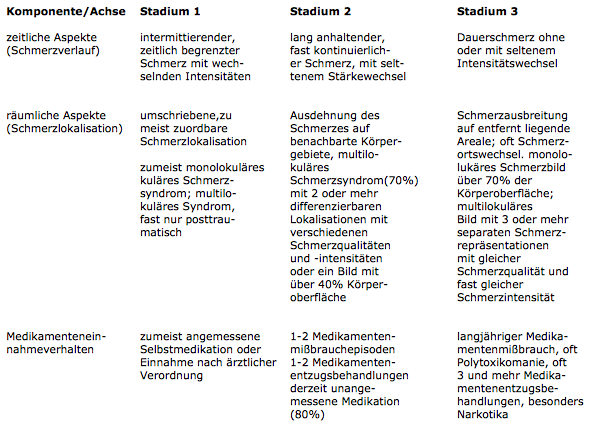 Komponente/Achse
Stadium 1
Stadium 2
Stadium 3
zeitliche Aspekte
(Schmerzverlauf)
intermittierender,
zeitlich begrenzter
Schmerz mit wech-
selnden Intensitäten
lang anhaltender,
fast kontinuierlich-
er Schmerz, mit selt-
tenem Stärkewechsel
Dauerschmerz ohne
oder mit seltenem
Intensitätswechsel
räumliche Aspekte
(Schmerzlokalisation)
umschriebene,zu
meist zuordbare
Schmerzlokalisation
zumeist monolokuläres
kuläres Schmerz-
syndrom; multilo-
kuläres Syndrom,
fast nur posttrau-
matisch
Ausdehnung des
Schmerzes auf
benachbarte Körper-
gebiete, multilo-
kuläres
Schmerzsyndrom(70%)
mit 2 oder mehr
differenzierbaren
Lokalisationen mit
verschiedenen
Schmerzqualitäten
und -intensitäten
oder ein Bild mit
über 40% Körper-
oberfläche
Schmerzausbreitung
auf entfernt liegende
Areale; oft Schmerz-
ortswechsel. monolo-
lukäres Schmerzbild
über 70% der
Körperoberfläche;
multilokuläres
Bild mit 3 oder mehr
separaten Schmerz-
repräsentationen
mit gleicher
Schmerzqualität und
fast gleicher
Schmerzintensität
Medikamentenein-
nahmeverhalten
zumeist angemessene
Selbstmedikation oder
Einnahme nach ärztlicher
Verordnung
1-2 Medikamenten-
mißbrauchepisoden
1-2 Medikamenten-
entzugsbehandlungen
derzeit unange-
messene Medikation
(80%)
langjähriger Medika-
mentenmißbrauch, oft
Polytoxikomanie, oft
3 und mehr Medika-
mentenentzugsbe-
handlungen, besonders
Narkotika